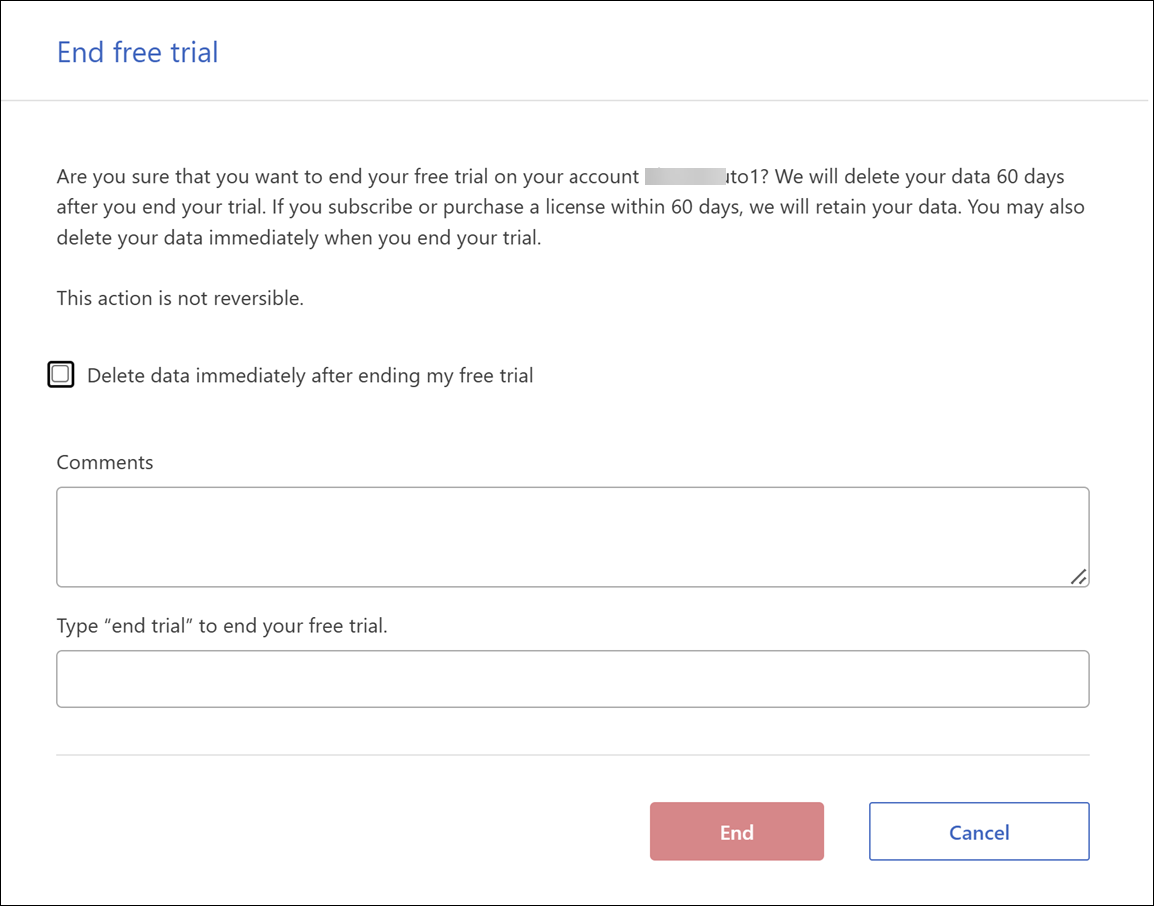 End free trial
Are you sure that you want to end your free trial on your account uto1? We will delete your data 60 days
after you end your trial. If you subscribe or purchase a license within 60 days, we will retain your data. You may also
delete your data immediately when you end your trial.
This action is not reversible.
Delete data immediately after ending my free trial
Comments
Type “end trial” to end your free trial.
End
Cancel